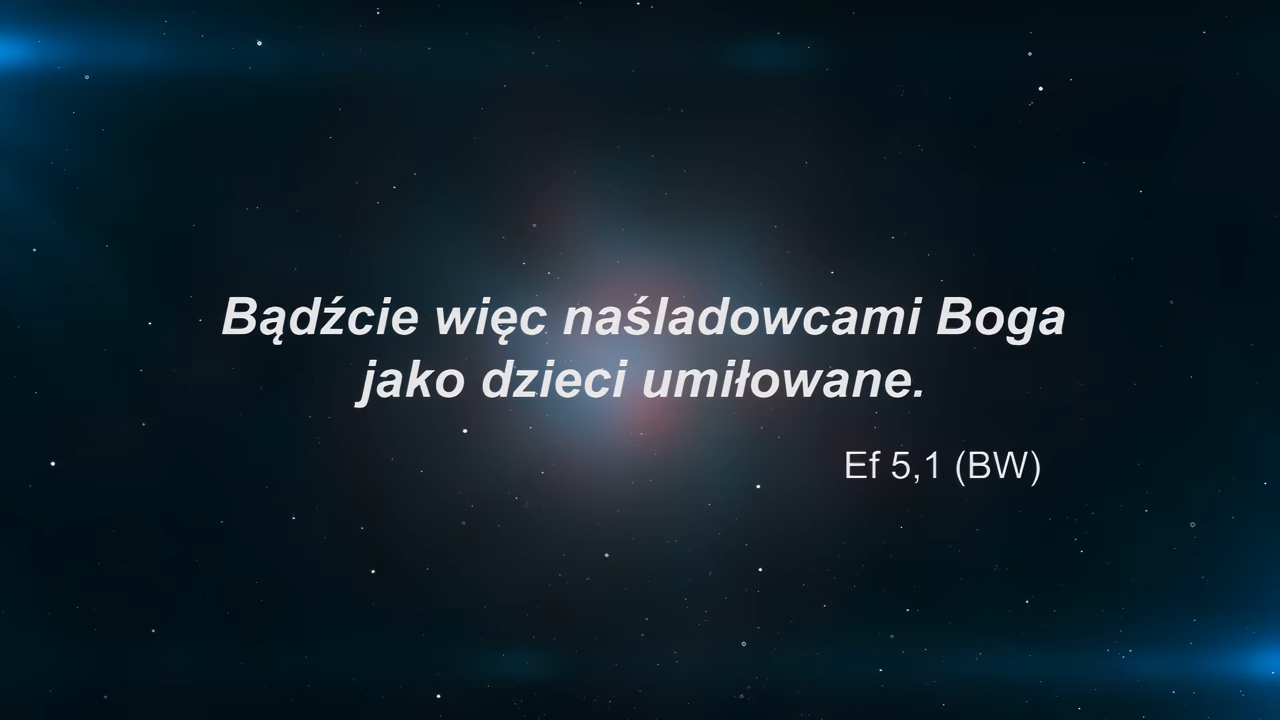 Bądźcie więc naśladowcami Boga
jako dzieci umiłowane.
Ef 5,1 (BW)